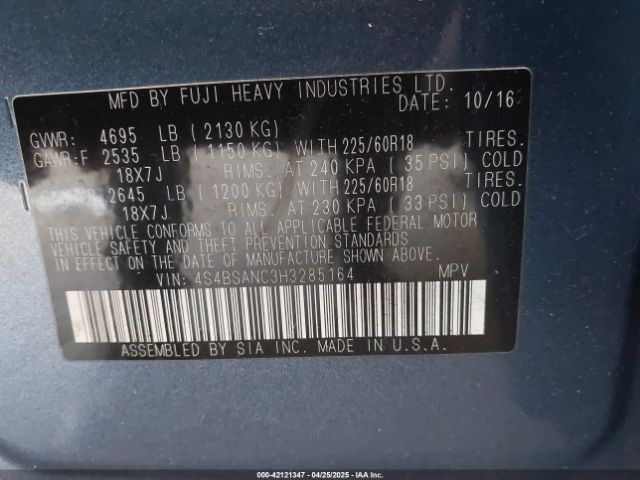 MFD BY FUJI HEAVY INDUSTRIES LTD.
DATE: 10/16
GVWR: 4695 LB (2130 KG)
GAWR:F 2535 LB (1150 KG) WITH 225/60R18 TIRES.
18X7J RIMS. AT 240 KPA (35 PSI) COLD
2645 LB (1200 KG) WITH 225/60R18 TIRES.
18X7J RIMS. AT 230 KPA (33 PSI) COLD
THIS VEHICLE CONFORMS TO ALL APPLICABLE FEDERAL MOTOR
VEHICLE SAFETY AND THEFT PREVENTION STANDARDS
IN EFFECT ON THE DATE OF MANUFACTURE SHOWN ABOVE.
VIN: 4S4BSANC3H3285164 MPV
ASSEMBLED BY SIA INC. MADE IN U.S.A.
000-42121347 - 04/25/2025 - COPART